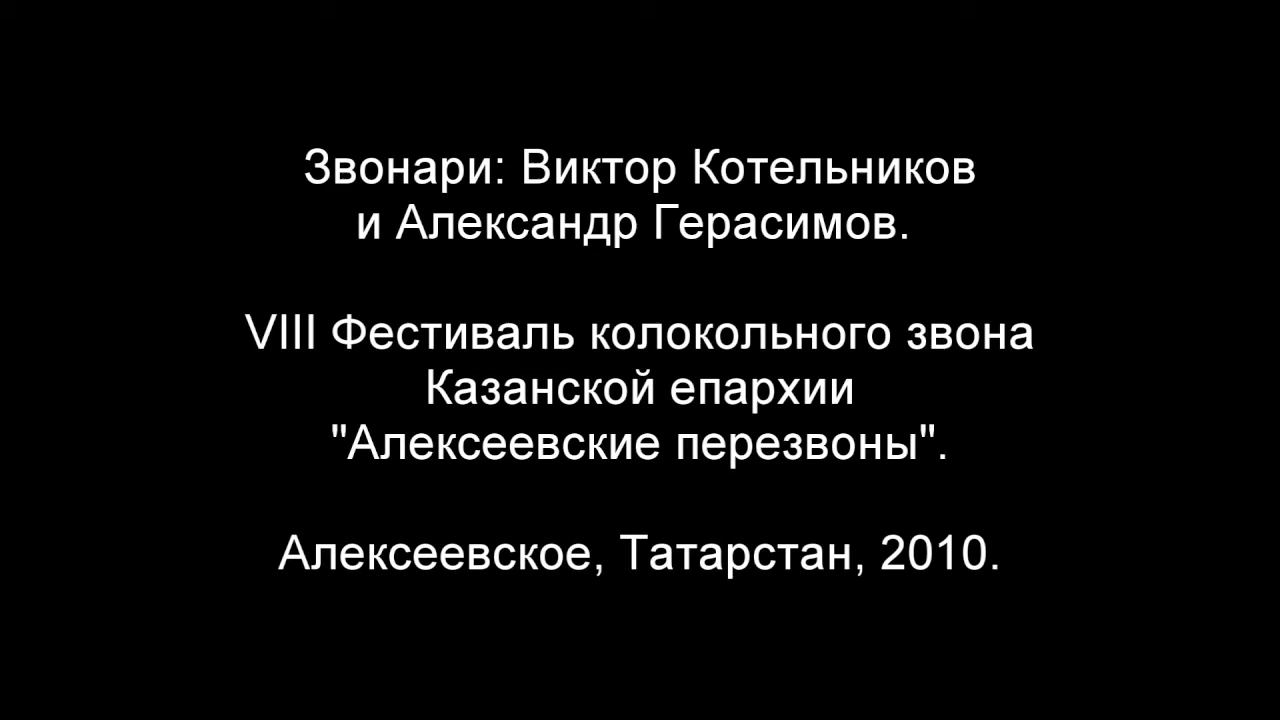 Звонари: Виктор Котельников
и Александр Герасимов.
VIII Фестиваль колокольного звона
Казанской епархии
"Алексеевские перезвоны".
Алексеевское, Татарстан, 2010.